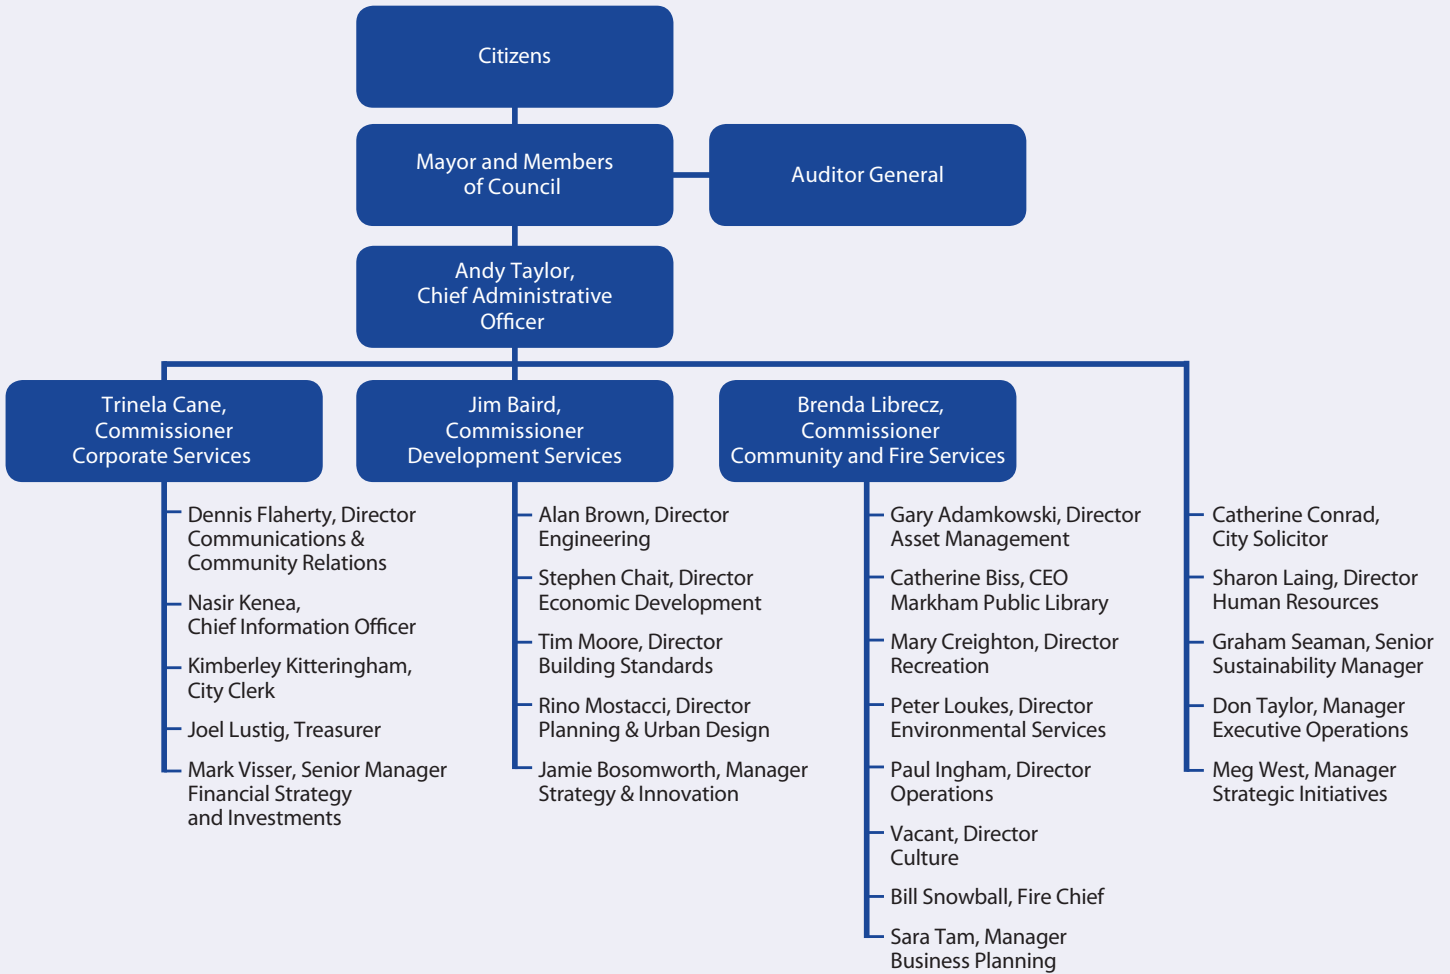 Citizens
Mayor and Members
of Council
Auditor General
Andy Taylor,
Chief Administrative
Officer
Trinela Cane,
Commissioner
Corporate Services
Jim Baird,
Commissioner
Development Services
Brenda Librecz,
Commissioner
Community and Fire Services
Dennis Flaherty, Director
Communications &
Community Relations
Nasir Kenea,
Chief Information Officer
Kimberley Kitteringham,
City Clerk
Joel Lustig, Treasurer
Mark Visser, Senior Manager
Financial Strategy
and Investments
Alan Brown, Director
Engineering
Stephen Chait, Director
Economic Development
Tim Moore, Director
Building Standards
Rino Mostacci, Director
Planning & Urban Design
Jamie Bosomworth, Manager
Strategy & Innovation
Gary Adamkowski, Director
Asset Management
Catherine Biss, CEO
Markham Public Library
Mary Creighton, Director
Recreation
Peter Loukes, Director
Environmental Services
Paul Ingham, Director
Operations
Vacant, Director
Culture
Bill Snowball, Fire Chief
Sara Tam, Manager
Business Planning
Catherine Conrad,
City Solicitor
Sharon Laing, Director
Human Resources
Graham Seaman, Senior
Sustainability Manager
Don Taylor, Manager
Executive Operations
Meg West, Manager
Strategic Initiatives